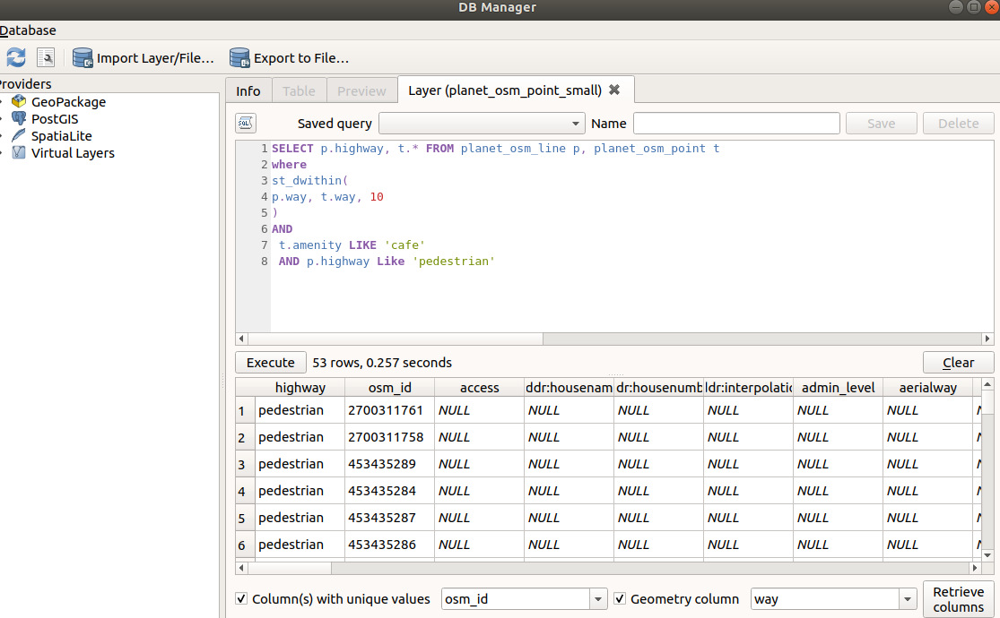 DB Manager
Database
Import Layer/File... Export to File...
Providers
GeoPackage
PostGIS
SpatiaLite
Virtual Layers
Info Table Preview Layer (planet_osm_point_small)
SQL Saved query Name Save Delete
1 SELECT p.highway, t.* FROM planet_osm_line p, planet_osm_point t
2 where
3 st_dwithin(
4 p.way, t.way, 10
5 )
6 AND
7 t.amenity LIKE 'cafe'
8 AND p.highway Like 'pedestrian'
Execute 53 rows, 0.257 seconds Clear
highway osm_id access ddr:housenam dr:housenumb ldr:interpolatio admin_level aerialway
1 pedestrian 2700311761 NULL NULL NULL NULL NULL NULL N
2 pedestrian 2700311758 NULL NULL NULL NULL NULL NULL N
3 pedestrian 453435289 NULL NULL NULL NULL NULL NULL N
4 pedestrian 453435284 NULL NULL NULL NULL NULL NULL N
5 pedestrian 453435287 NULL NULL NULL NULL NULL NULL N
6 pedestrian 453435286 NULL NULL NULL NULL NULL NULL N
Column(s) with unique values osm_id Geometry column way Retrieve
columns